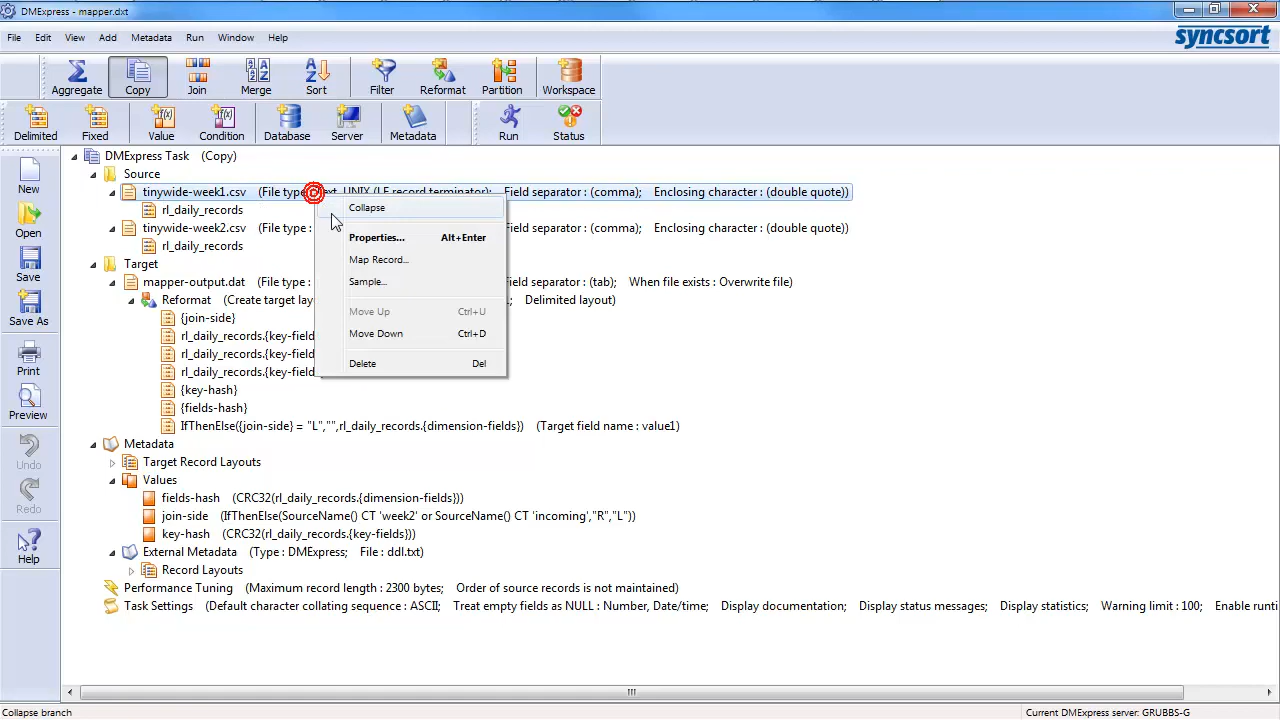 DMExpress - mapper.dxt
File Edit View Add Metadata Run Window Help
syncsort
Aggregate Copy Join Merge Sort Filter Reformat Partition Workspace
Delimited Fixed Value Condition Database Server Metadata Run Status
New
Open
Save
Save As
Print
Preview
Undo
Redo
Help
DMExpress Task (Copy)
Source
tinywide-week1.csv (File type : Text, UNIX (LF record terminator); Field separator : (comma); Enclosing character : (double quote))
rl_daily_records
tinywide-week2.csv (File type : Field separator : (comma); Enclosing character : (double quote))
rl_daily_records
Target
mapper-output.dat (File type : Field separator : (tab); When file exists : Overwrite file)
Reformat (Create target layo ; Delimited layout)
{join-side}
rl_daily_records.{key-field
rl_daily_records.{key-field
rl_daily_records.{key-field
{key-hash}
{fields-hash}
IfThenElse({join-side} = "L","",rl_daily_records.{dimension-fields}) (Target field name : value1)
Metadata
Target Record Layouts
Values
fields-hash (CRC32(rl_daily_records.{dimension-fields}))
join-side (IfThenElse(SourceName() CT 'week2' or SourceName() CT 'incoming',"R","L"))
key-hash (CRC32(rl_daily_records.{key-fields}))
External Metadata (Type : DMExpress; File : ddl.txt)
Record Layouts
Performance Tuning (Maximum record length : 2300 bytes; Order of source records is not maintained)
Task Settings (Default character collating sequence : ASCII; Treat empty fields as NULL : Number, Date/time; Display documentation; Display status messages; Display statistics; Warning limit : 100; Enable runti
Collapse
Properties... Alt+Enter
Map Record...
Sample...
Move Up Ctrl+U
Move Down Ctrl+D
Delete Del
Collapse branch
Current DMExpress server: GRUBBS-G